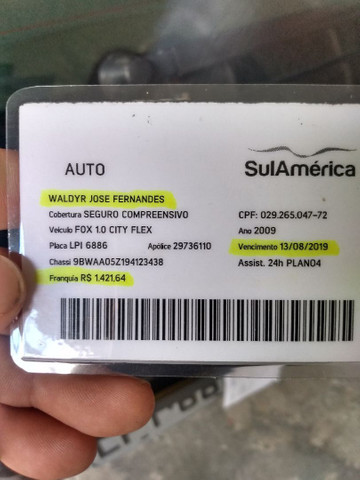 AUTO
SulAmérica
WALDYR JOSE FERNANDES
Cobertura SEGURO COMPREENSIVO CPF: 029.265.047-72
Veículo FOX 1.0 CITY FLEX Ano 2009
Placa LPI 6886 Apólice 29736110 Vencimento 13/08/2019
Chassi 9BWAA05Z194123438 Assist. 24h PLANO4
Franquia R$ 1.421,64